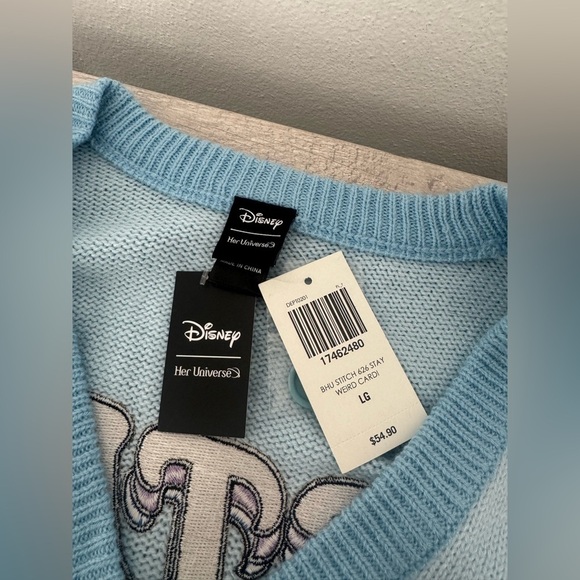 Disney
Her Universe
MADE IN CHINA
Disney
Her Universe
DEP10201
17462480
BHU STITCH 626 STAY
WEIRD CARDI
LG
$54.90